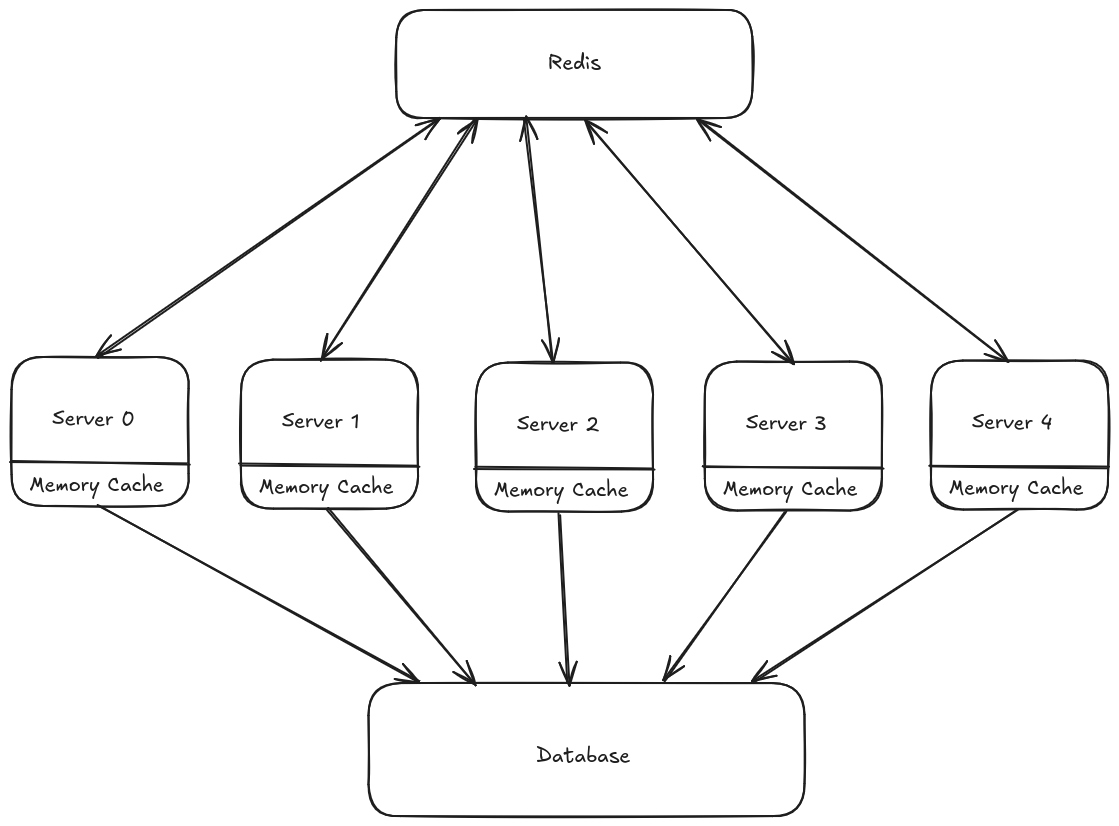 Redis
Server 0
Memory Cache
Server 1
Memory Cache
Server 2
Memory Cache
Server 3
Memory Cache
Server 4
Memory Cache
Database